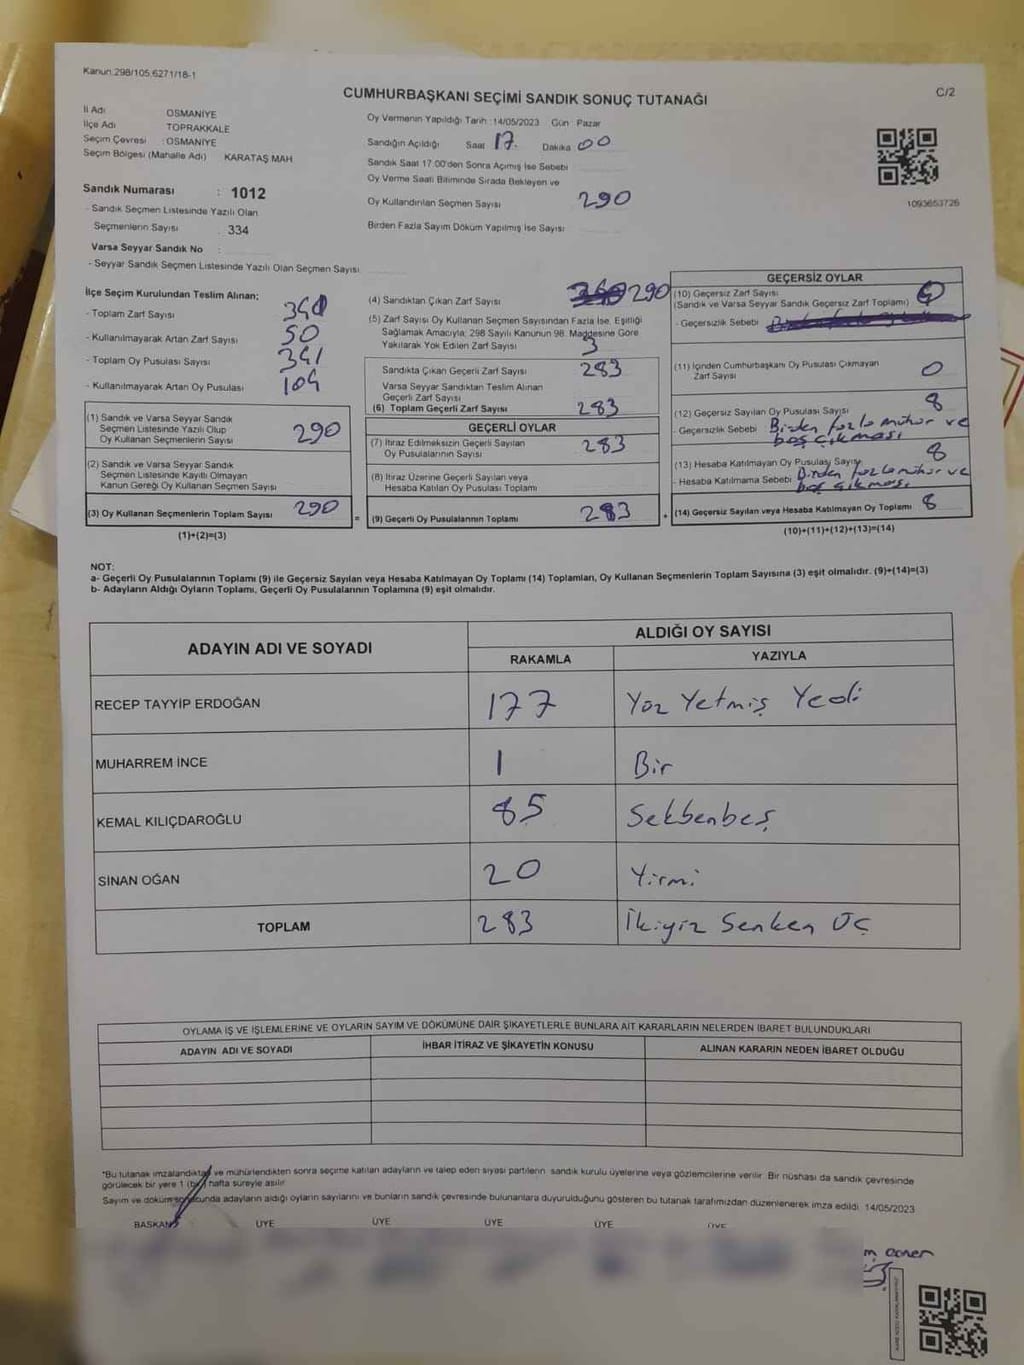 Kanun:298/105,6271/18-1
C/2
CUMHURBAŞKANI SEÇİMİ SANDIK SONUÇ TUTANAĞI
İl Adı OSMANİYE
İlçe Adı TOPRAKKALE
Seçim Çevresi : OSMANİYE
Seçim Bölgesi (Mahalle Adı) KARATAŞ MAH
Sandık Numarası : 1012
- Sandık Seçmen Listesinde Yazılı Olan
Seçmenlerin Sayısı : 334
Varsa Seyyar Sandık No :
- Seyyar Sandık Seçmen Listesinde Yazılı Olan Seçmen Sayısı
Oy Vermenin Yapıldığı Tarih :14/05/2023 Gün : Pazar
Sandığın Açıldığı Saat 17. Dakika 00
Sandık Saat 17.00'den Sonra Açılmış İse Sebebi
Oy Verme Saati Bitiminde Sırada Bekleyen ve
Oy Kullandırılan Seçmen Sayısı 290
Birden Fazla Sayım Döküm Yapılmış İse Sayısı
1093653726
İlçe Seçim Kurulundan Teslim Alınan;
- Toplam Zarf Sayısı
- Kullanılmayarak Artan Zarf Sayısı 50
- Toplam Oy Pusulası Sayısı 341
- Kullanılmayarak Artan Oy Pusulası 104
(1) Sandık ve Varsa Seyyar Sandık
Seçmen Listesinde Yazılı Olup
Oy Kullanan Seçmenlerin Sayısı 290
(2) Sandık ve Varsa Seyyar Sandık
Seçmen Listesinde Kayıtlı Olmayan
Kanun Gereği Oy Kullanan Seçmen Sayısı
(3) Oy Kullanan Seçmenlerin Toplam Sayısı 290 =
(1)+(2)=(3)
(4) Sandıktan Çıkan Zarf Sayısı 290
(5) Zarf Sayısı Oy Kullanan Seçmen Sayısından Fazla İse, Eşitliği
Sağlamak Amacıyla; 298 Sayılı Kanunun 98. Maddesine Göre
Yakılarak Yok Edilen Zarf Sayısı 3
Sandıkta Çıkan Geçerli Zarf Sayısı 283
Varsa Seyyar Sandıktan Teslim Alınan
Geçerli Zarf Sayısı
(6) Toplam Geçerli Zarf Sayısı 283
GEÇERLİ OYLAR
(7) İtiraz Edilmeksizin Geçerli Sayılan
Oy Pusulalarının Sayısı 283
(8) İtiraz Üzerine Geçerli Sayılan veya
Hesaba Katılan Oy Pusulası Toplamı
(9) Geçerli Oy Pusulalarının Toplamı 283 +
GEÇERSİZ OYLAR
(10) Geçersiz Zarf Sayısı
(Sandık ve Varsa Seyyar Sandık Geçersiz Zarf Toplamı)
- Geçersizlik Sebebi
(11) İçinden Cumhurbaşkanı Oy Pusulası Çıkmayan
Zarf Sayısı 0
(12) Geçersiz Sayılan Oy Pusulası Sayısı 8
- Geçersizlik Sebebi Birden fazla mühür ve
boş çıkması
(13) Hesaba Katılmayan Oy Pusulası Sayısı 8
- Hesaba Katılmama Sebebi Birden fazla mühür ve
boş çıkması
(14) Geçersiz Sayılan veya Hesaba Katılmayan Oy Toplamı 8
(10)+(11)+(12)+(13)=(14)
NOT:
a- Geçerli Oy Pusulalarının Toplamı (9) ile Geçersiz Sayılan veya Hesaba Katılmayan Oy Toplamı (14) Toplamları, Oy Kullanan Seçmenlerin Toplam Sayısına (3) eşit olmalıdır. (9)+(14)=(3)
b- Adayların Aldığı Oyların Toplamı, Geçerli Oy Pusulalarının Toplamına (9) eşit olmalıdır.
ADAYIN ADI VE SOYADI ALDIĞI OY SAYISI
RAKAMLA YAZIYLA
RECEP TAYYİP ERDOĞAN 177 Yüz Yetmiş Yedi
MUHARREM İNCE 1 Bir
KEMAL KILIÇDAROĞLU 85 Sekbenbeş
SİNAN OĞAN 20 Yirmi
TOPLAM 283 İkiyüz Senken Üç
OYLAMA İŞ VE İŞLEMLERİNE VE OYLARIN SAYIM VE DÖKÜMÜNE DAİR ŞİKAYETLERLE BUNLARA AİT KARARLARIN NELERDEN İBARET BULUNDUKLARI
ADAYIN ADI VE SOYADI İHBAR İTİRAZ VE ŞİKAYETİN KONUSU ALINAN KARARIN NEDEN İBARET OLDUĞU
*Bu tutanak imzalandıktan ve mühürlendikten sonra seçime katılan adayların ve talep eden siyasi partilerin sandık kurulu üyelerine veya gözlemcilerine verilir. Bir nüshası da sandık çevresinde
görülecek bir yere 1 (bir) hafta süreyle asılır.
Sayım ve döküm sonucunda adayların aldığı oyların sayılarını ve bunların sandık çevresinde bulunanlara duyurulduğunu gösteren bu tutanak tarafımızdan düzenlenerek imza edildi. 14/05/2023
BAŞKAN ÜYE ÜYE ÜYE ÜYE ÜYE